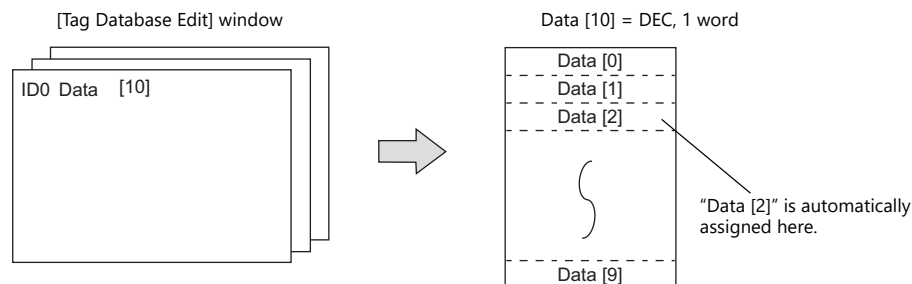 [Tag Database Edit] window
Data [10] = DEC, 1 word
ID0 Data [10]
Data [0]
Data [1]
Data [2]
"Data [2]" is automatically
assigned here.
Data [9]